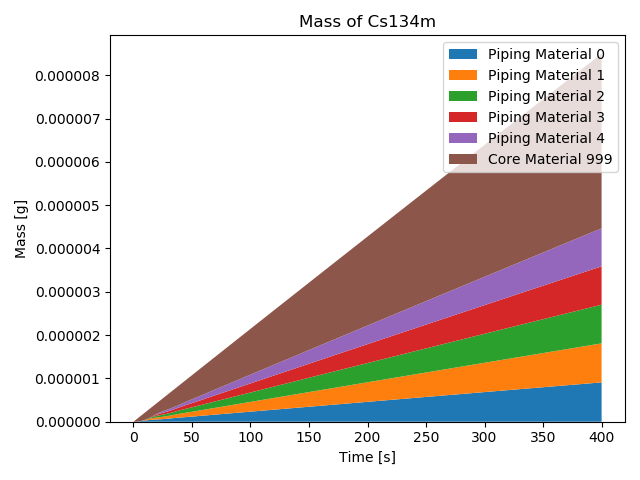 Mass of Cs134m
Mass [g]
0.000008
0.000007
0.000006
0.000005
0.000004
0.000003
0.000002
0.000001
0.000000
Piping Material 0
Piping Material 1
Piping Material 2
Piping Material 3
Piping Material 4
Core Material 999
0 50 100 150 200 250 300 350 400
Time [s]